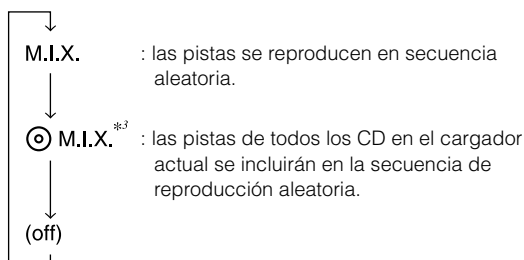 M.I.X. : las pistas se reproducen en secuencia
aleatoria.
M.I.X.*3 : las pistas de todos los CD en el cargador
actual se incluirán en la secuencia de
reproducción aleatoria.
(off)